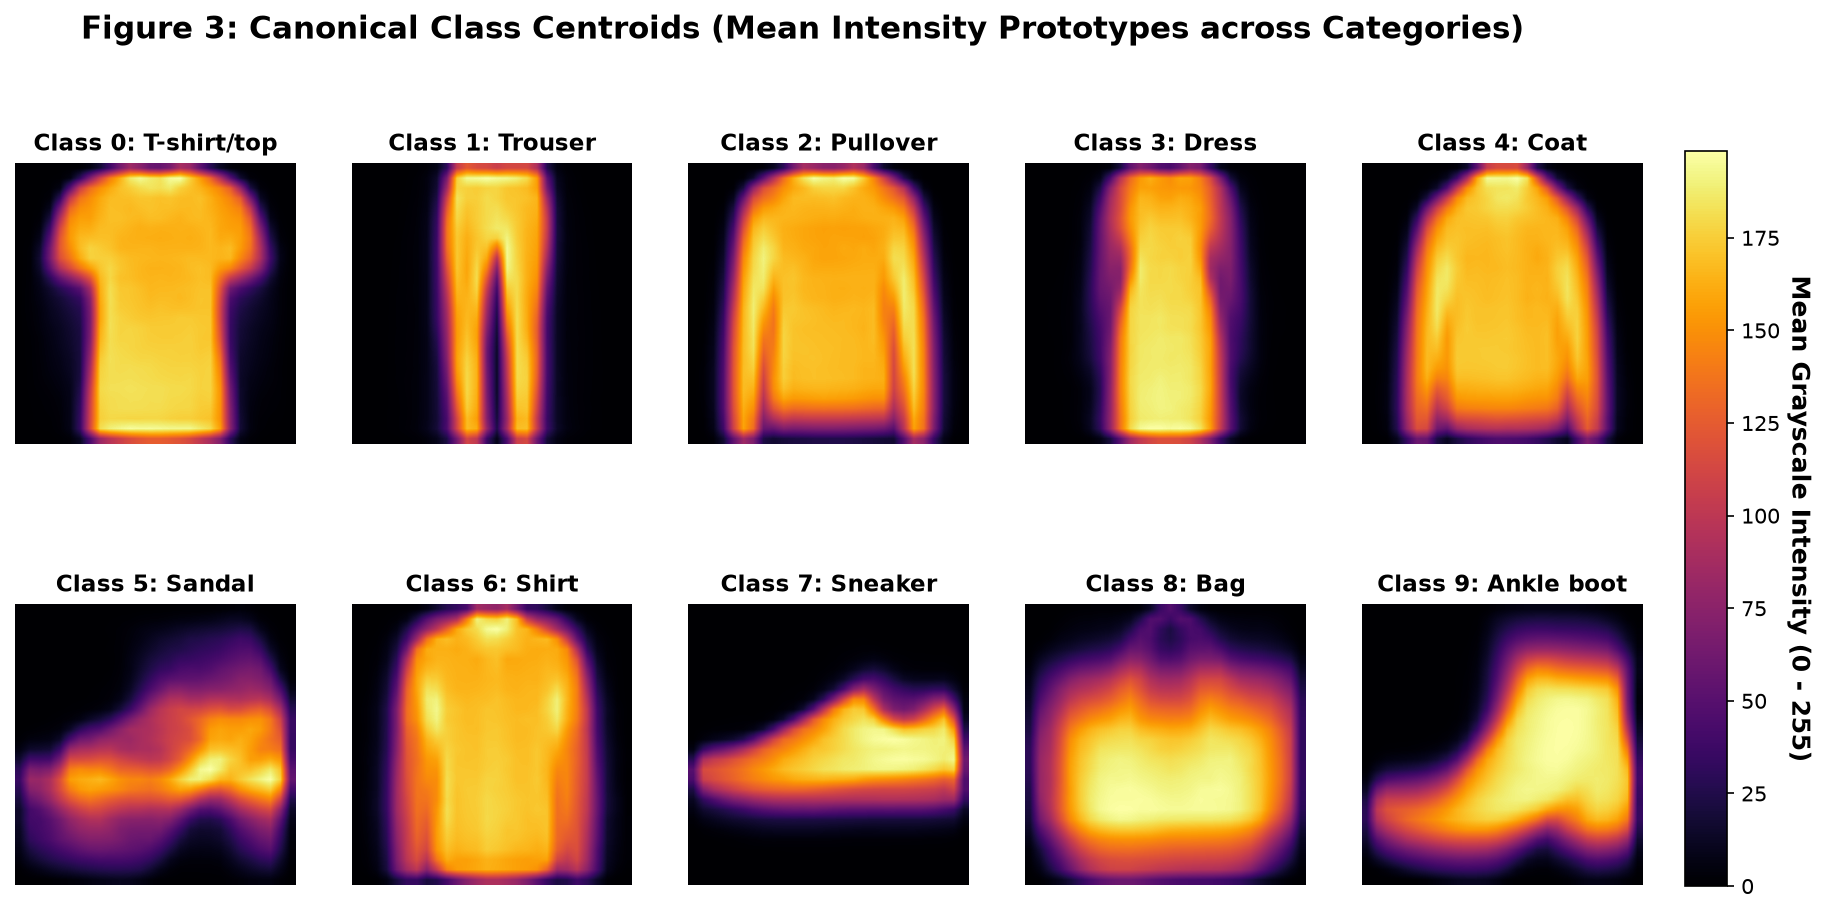 Figure 3: Canonical Class Centroids (Mean Intensity Prototypes across Categories)
Class 0: T-shirt/top
Class 1: Trouser
Class 2: Pullover
Class 3: Dress
Class 4: Coat
Class 5: Sandal
Class 6: Shirt
Class 7: Sneaker
Class 8: Bag
Class 9: Ankle boot
175
150
125
100
75
50
25
0
Mean Grayscale Intensity (0 - 255)